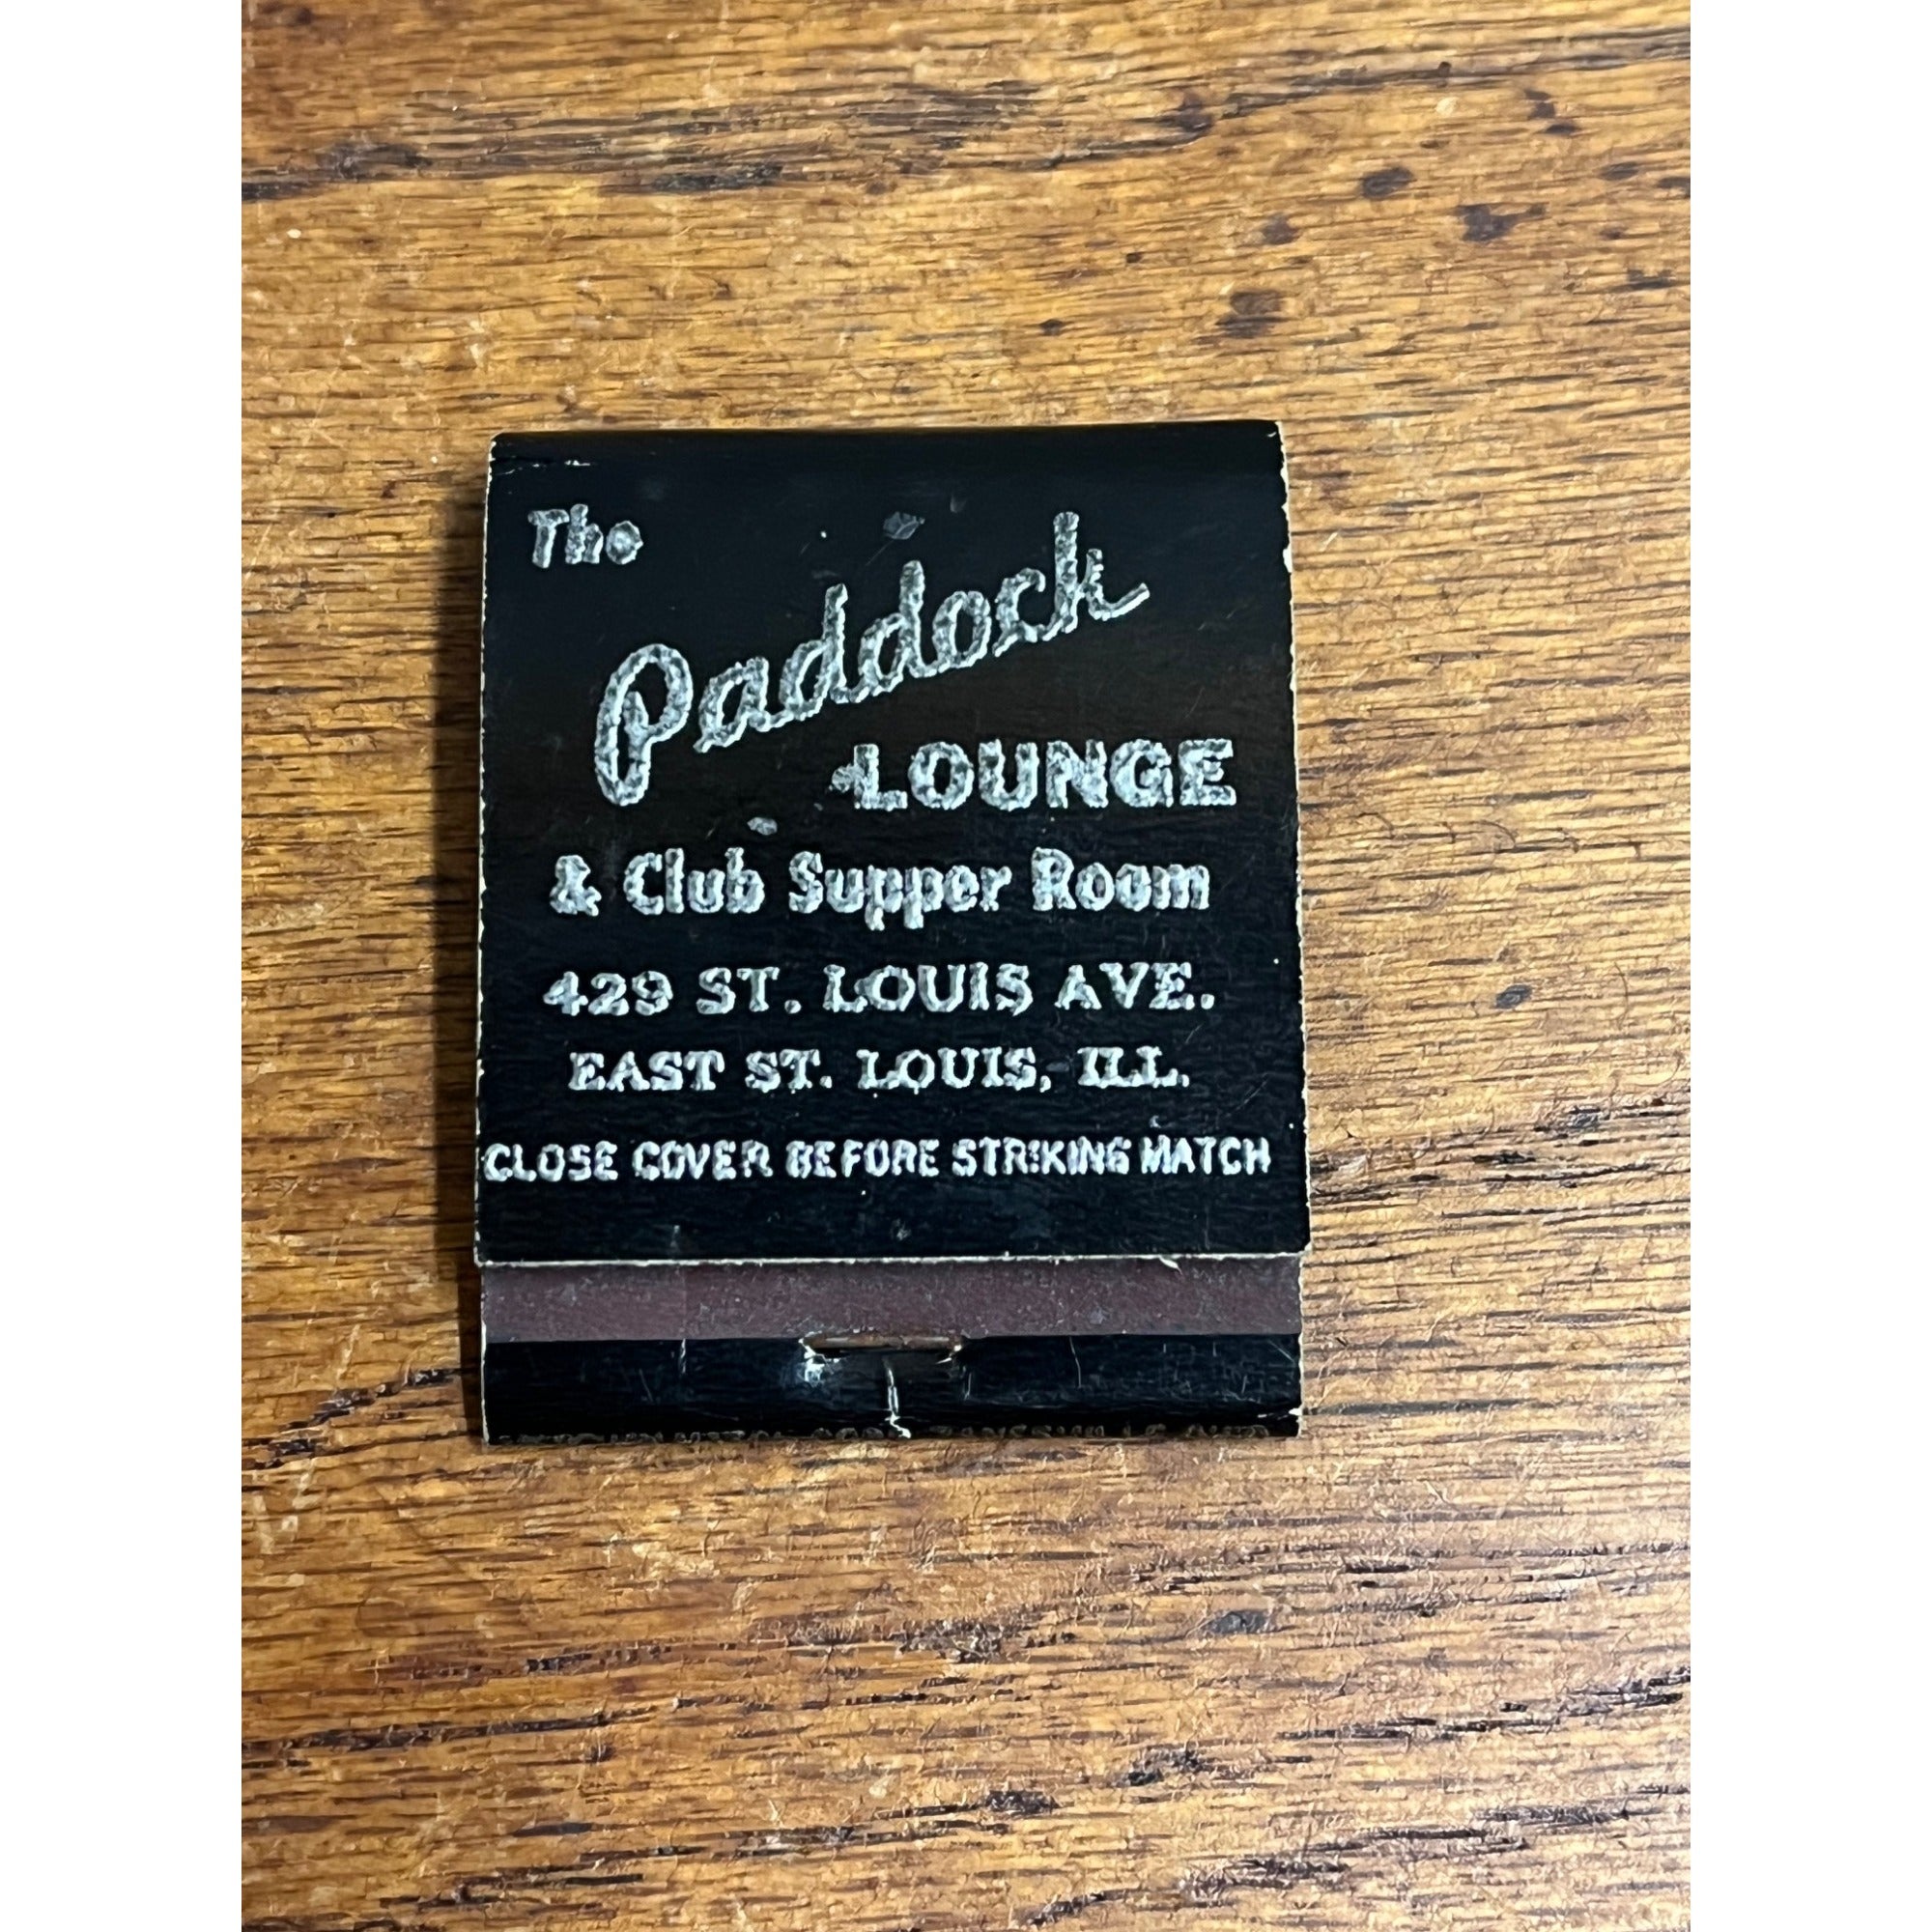 The
Paddock
LOUNGE
& Club Supper Room
429 ST. LOUIS AVE.
EAST ST. LOUIS, ILL.
CLOSE COVER BEFORE STRIKING MATCH